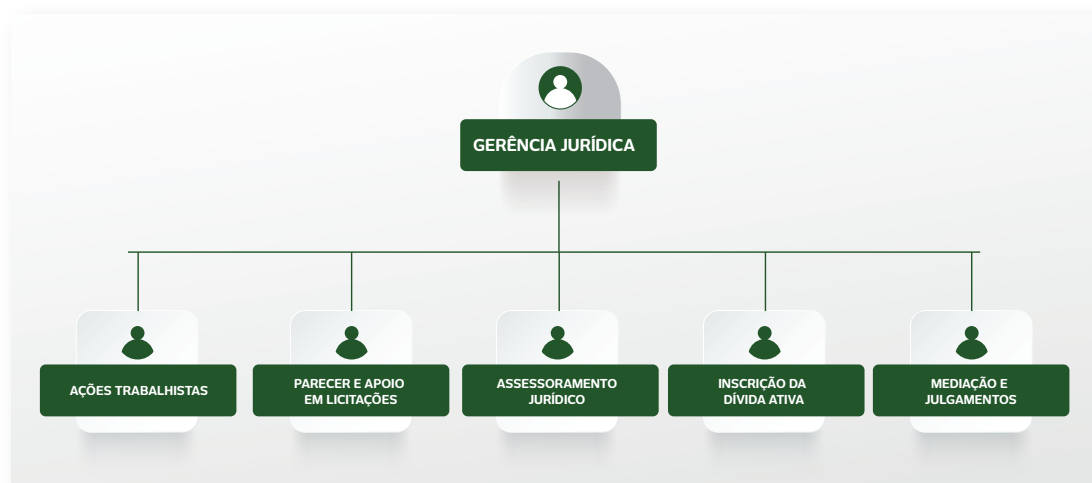 GERÊNCIA JURÍDICA
AÇÕES TRABALHISTAS
PARECER E APOIO
EM LICITAÇÕES
ASSESSORAMENTO
JURÍDICO
INSCRIÇÃO DA
DÍVIDA ATIVA
MEDIAÇÃO E
JULGAMENTOS